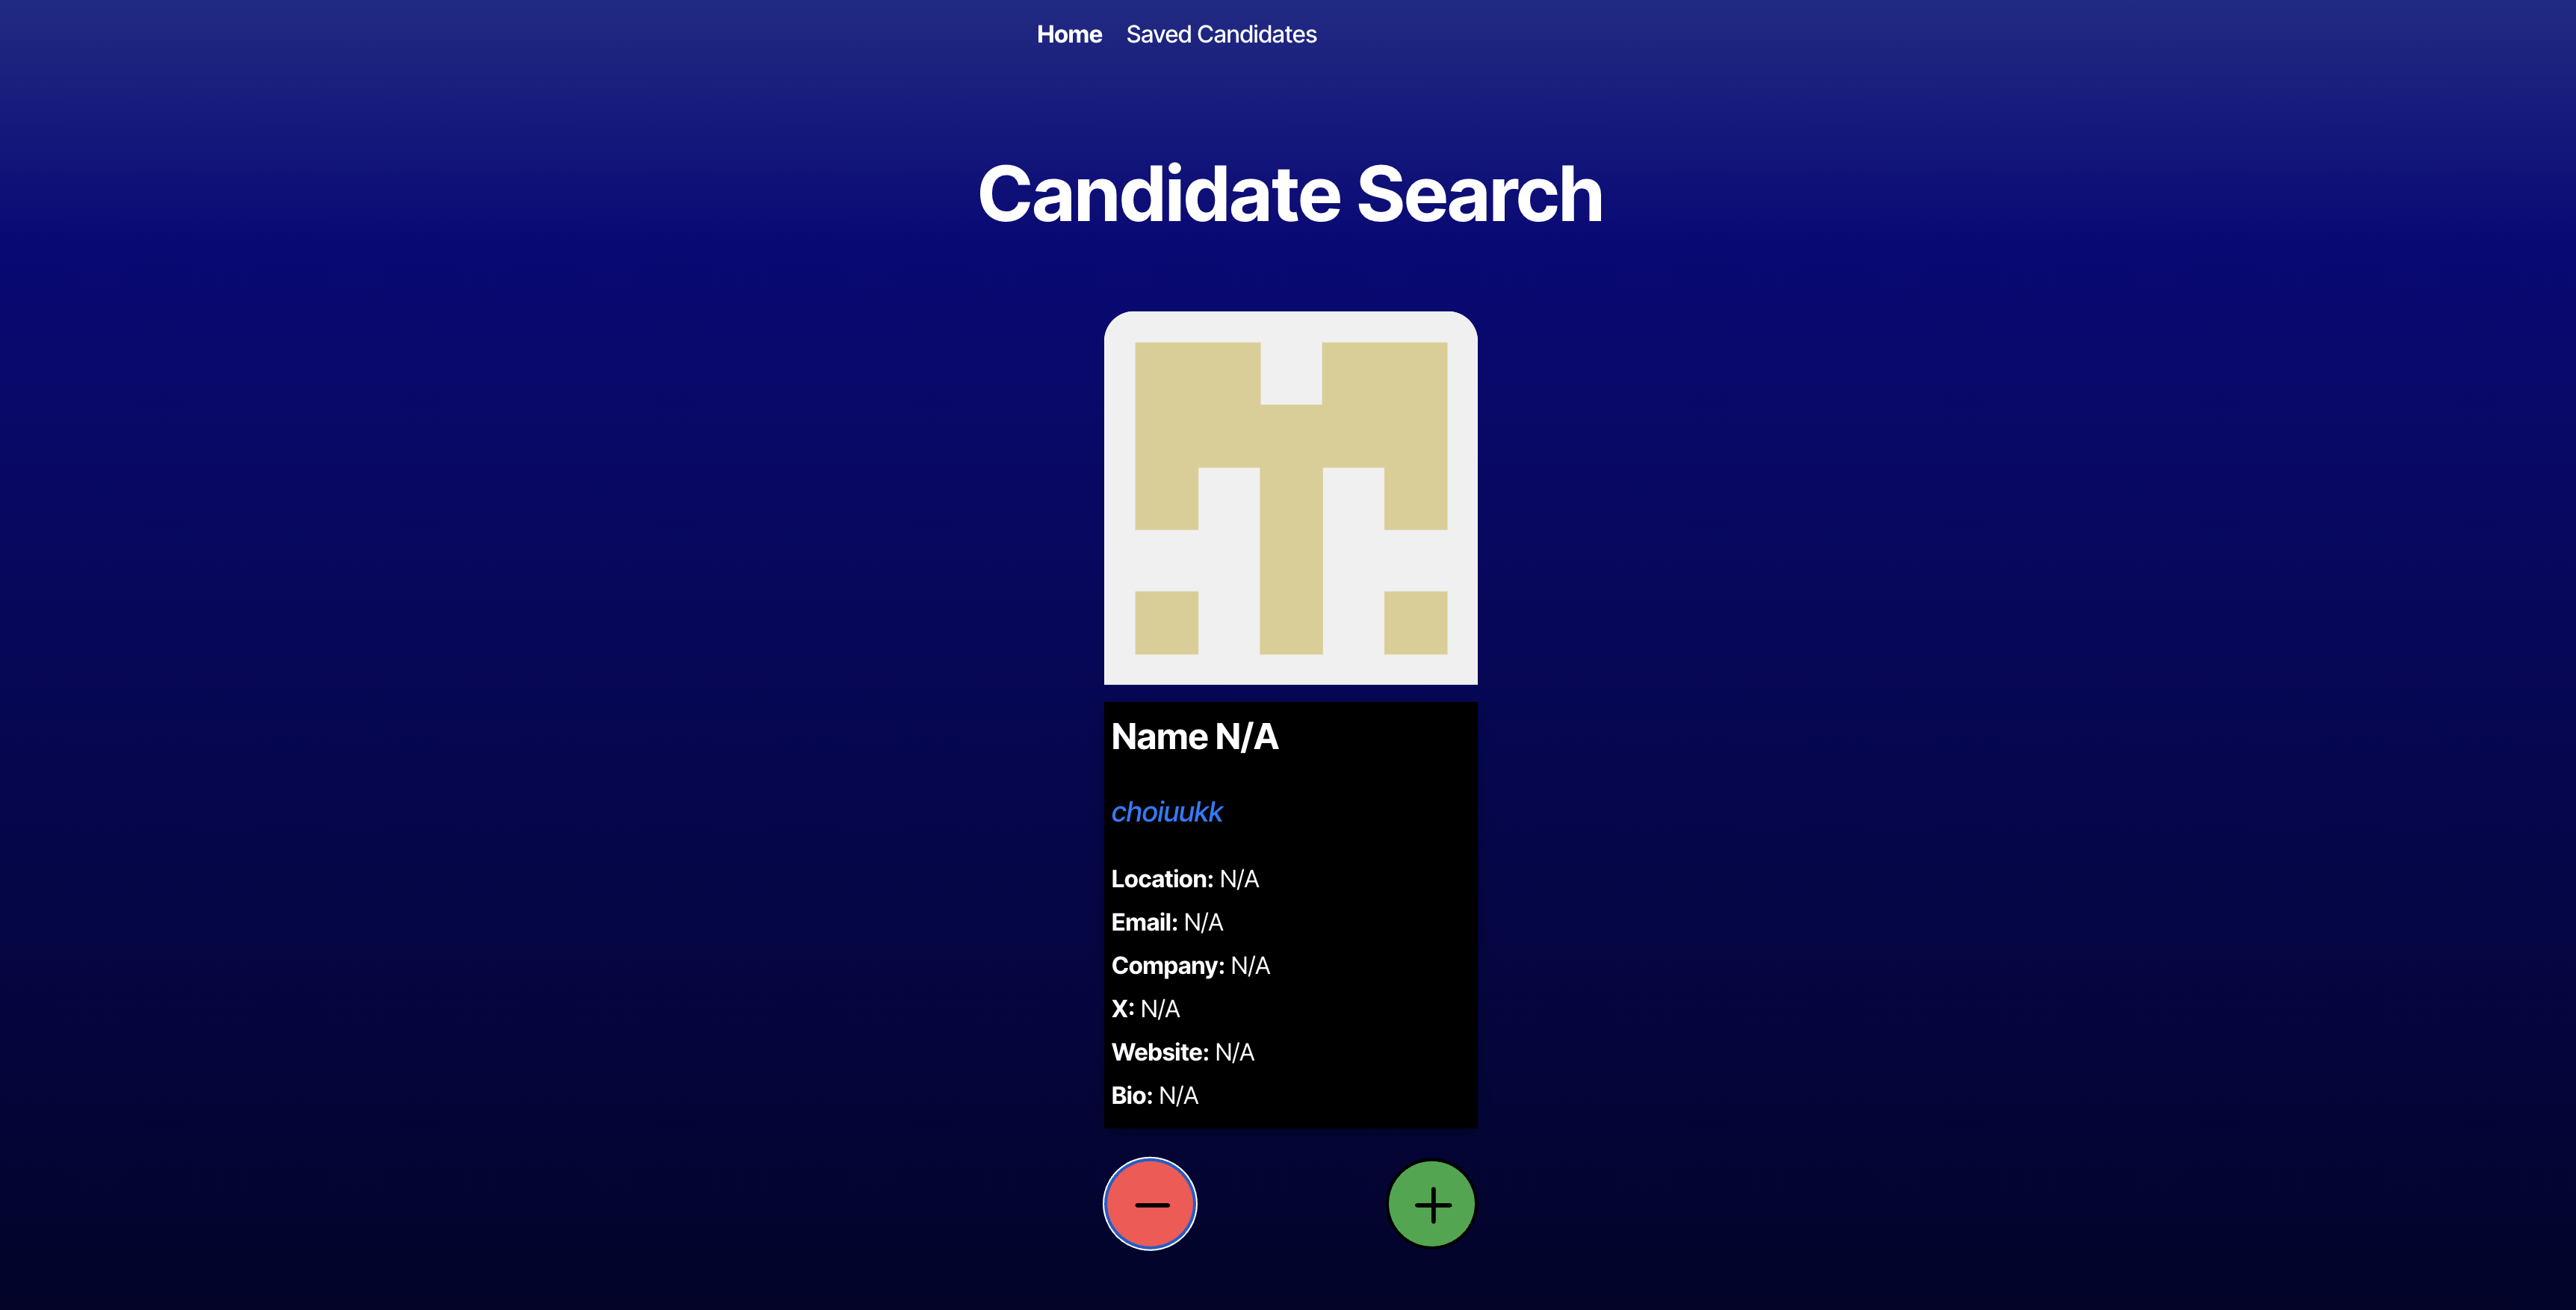 Home Saved Candidates
Candidate Search
Name N/A
choiuukk
Location: N/A
Email: N/A
Company: N/A
X: N/A
Website: N/A
Bio: N/A